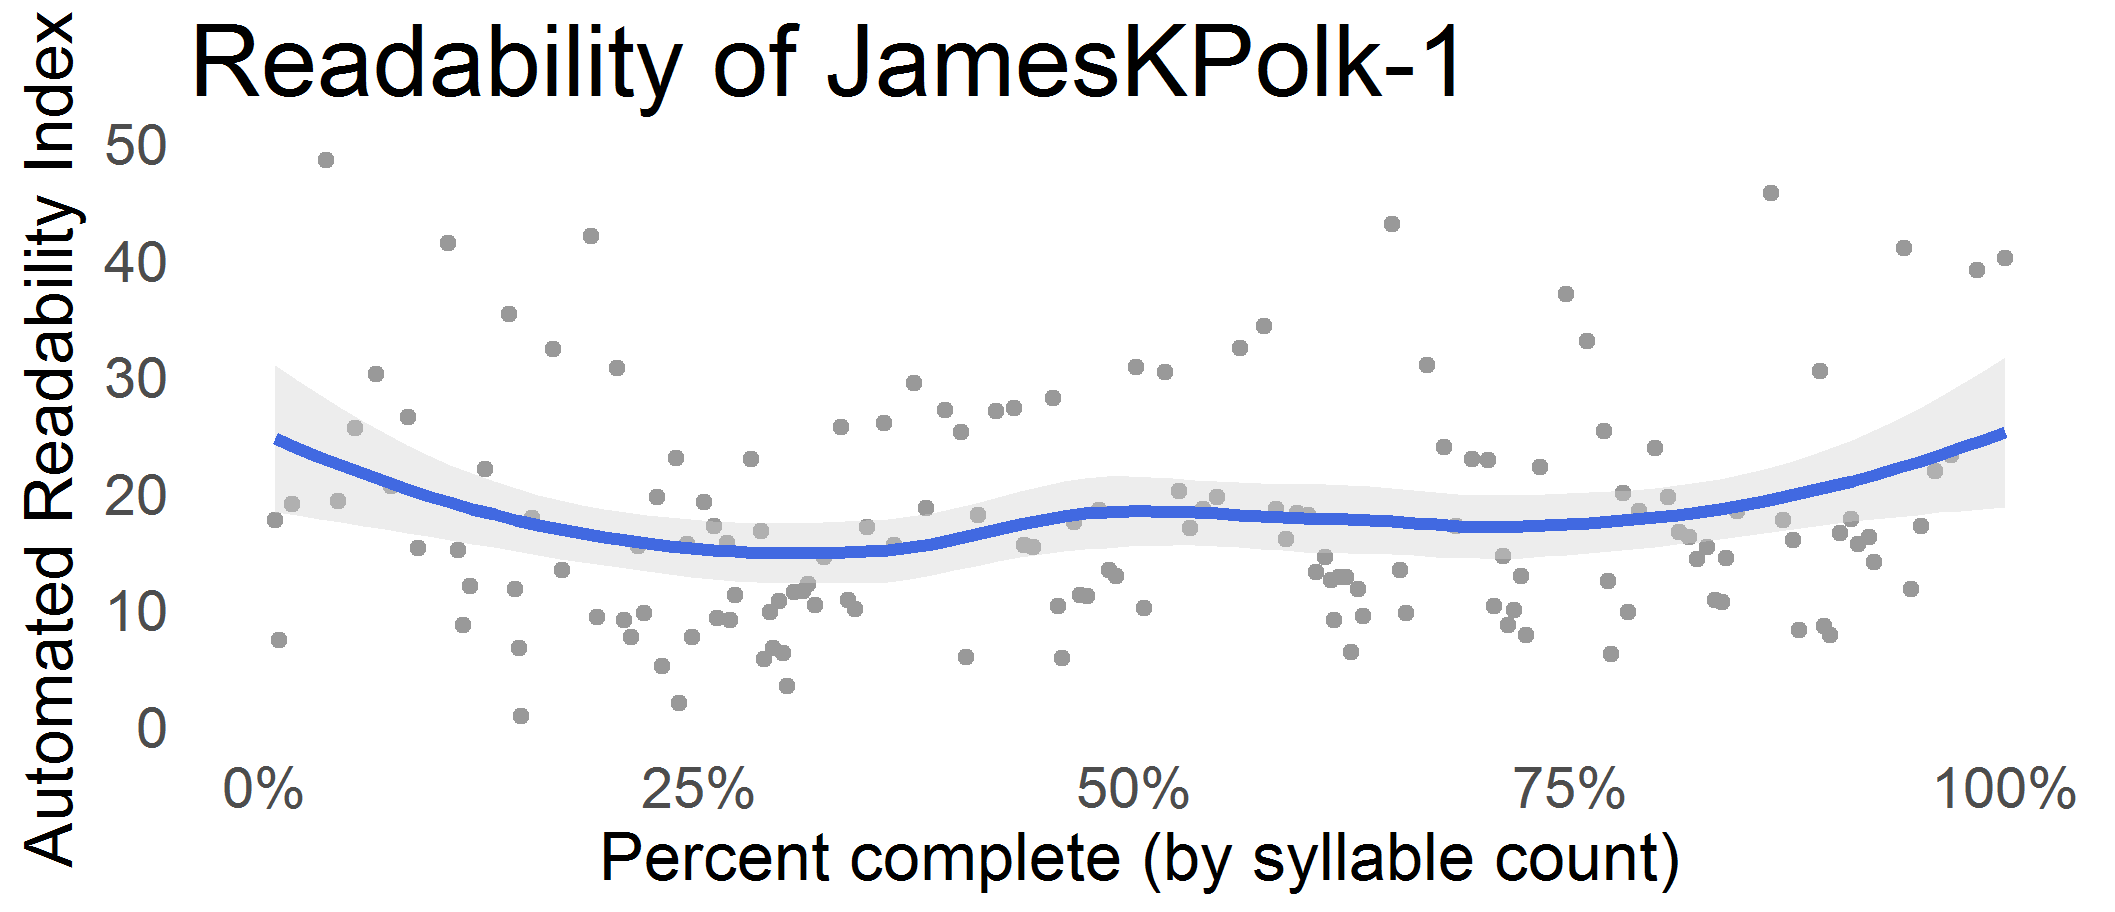 Readability of JamesKPolk-1
Automated Readability Index
50
40
30
20
10
0
0% 25% 50% 75% 100%
Percent complete (by syllable count)